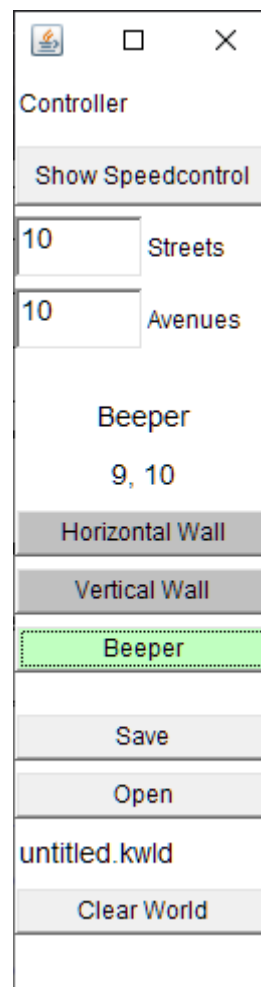 Controller
Show Speedcontrol
10 Streets
10 Avenues
Beeper
9, 10
Horizontal Wall
Vertical Wall
Beeper
Save
Open
untitled.kwld
Clear World